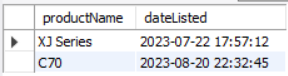 productName dateListed
XJ Series 2023-07-22 17:57:12
C70 2023-08-20 22:32:45